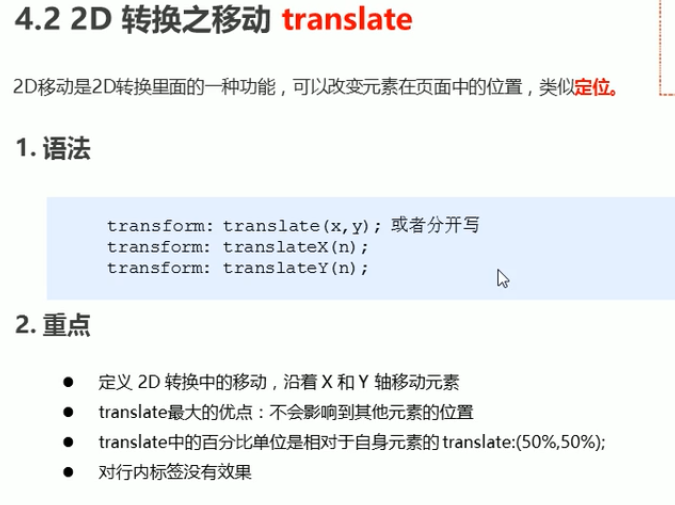 4.2 2D 转换之移动 translate
2D移动是2D转换里面的一种功能，可以改变元素在页面中的位置，类似定位。
1. 语法
transform: translate(x,y); 或者分开写
transform: translateX(n);
transform: translateY(n);
2. 重点
● 定义 2D 转换中的移动，沿着 X 和 Y 轴移动元素
● translate最大的优点：不会影响到其他元素的位置
● translate中的百分比单位是相对于自身元素的 translate:(50%,50%);
● 对行内标签没有效果